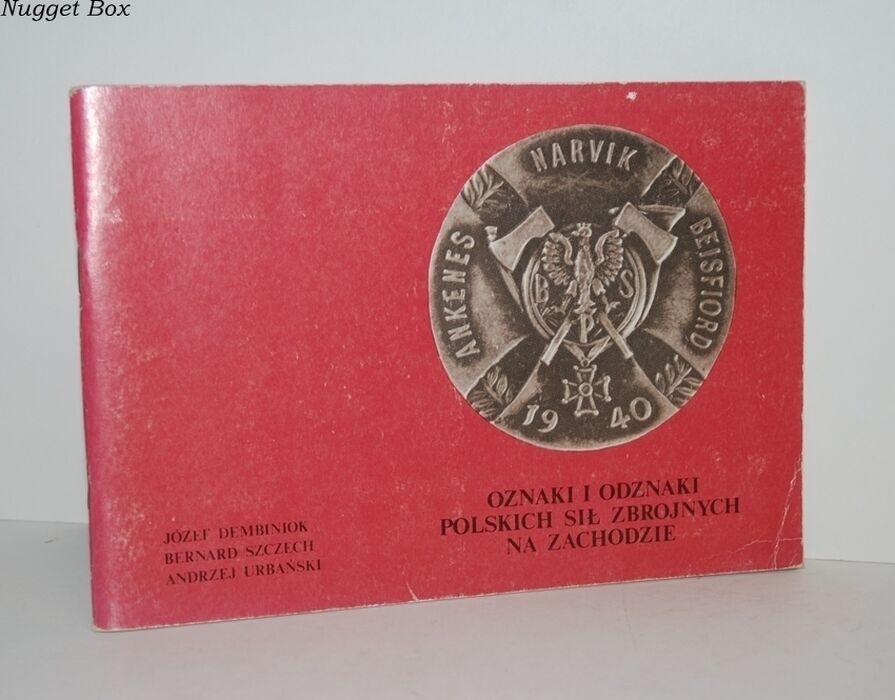 Nugget Box
NARVIK
ANKENES
BEISFIORD
B S
P
1940
JÓZEF DEMBINIOK
BERNARD SZCZECH
ANDRZEJ URBAŃSKI
OZNAKI I ODZNAKI
POLSKICH SIŁ ZBROJNYCH
NA ZACHODZIE